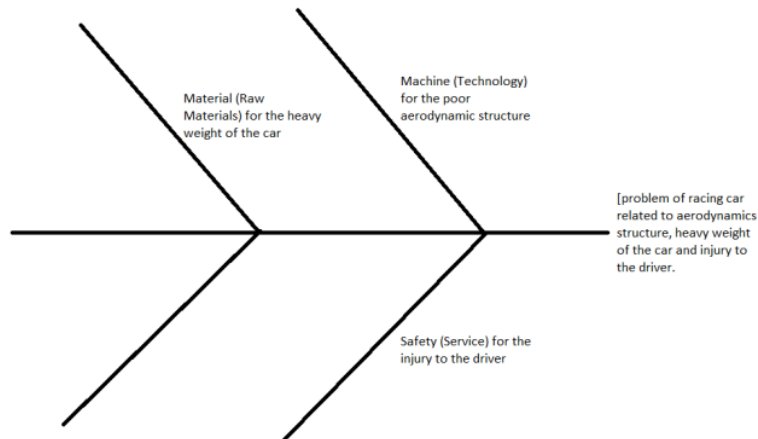 Machine (Technology)
for the poor
aerodynamic structure
Material (Raw
Materials) for the heavy
weight of the car
[problem of racing car
related to aerodynamics
structure, heavy weight
of the car and injury to
the driver.
Safety (Service) for the
injury to the driver